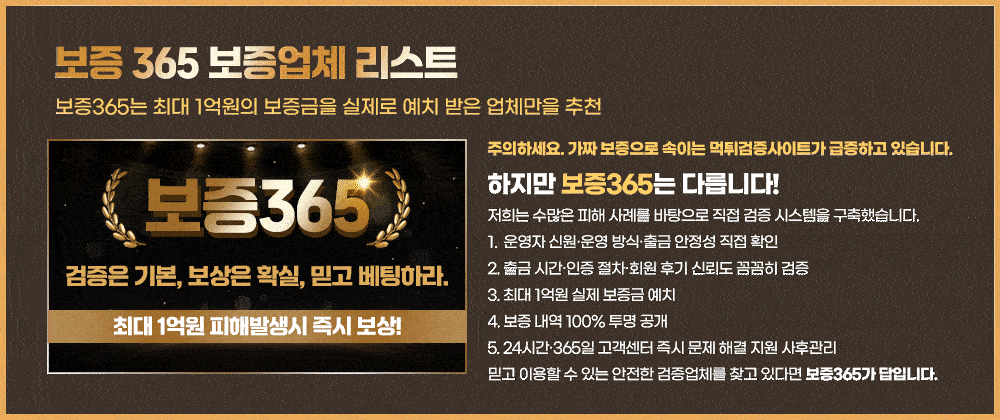 보증 365 보증업체 리스트
보증365는 최대 1억원의 보증금을 실제로 예치 받은 업체만을 추천
보증365
검증은 기본, 보상은 확실, 믿고 베팅하라.
최대 1억원 피해발생시 즉시 보상!
주의하세요. 가짜 보증으로 속이는 먹튀검증사이트가 급증하고 있습니다.
하지만 보증365는 다릅니다!
저희는 수많은 피해 사례를 바탕으로 직접 검증 시스템을 구축했습니다.
1. 운영자 신원·운영 방식·출금 안정성 직접 확인
2. 출금 시간·인증 절차·회원 후기 신뢰도 꼼꼼히 검증
3. 최대 1억원 실제 보증금 예치
4. 보증 내역 100% 투명 공개
5. 24시간·365일 고객센터 즉시 문제 해결 지원 사후관리
믿고 이용할 수 있는 안전한 검증업체를 찾고 있다면 보증365가 답입니다.